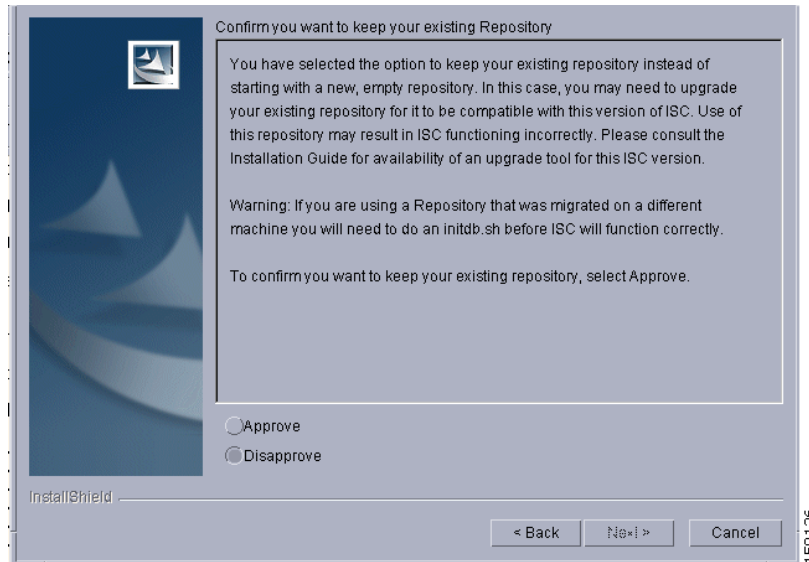 Confirm you want to keep your existing Repository
You have selected the option to keep your existing repository instead of
starting with a new, empty repository. In this case, you may need to upgrade
your existing repository for it to be compatible with this version of ISC. Use of
this repository may result in ISC functioning incorrectly. Please consult the
Installation Guide for availability of an upgrade tool for this ISC version.
Warning: If you are using a Repository that was migrated on a different
machine you will need to do an initdb.sh before ISC will function correctly.
To confirm you want to keep your existing repository, select Approve.
Approve
Disapprove
InstallShield
< Back
Next >
Cancel